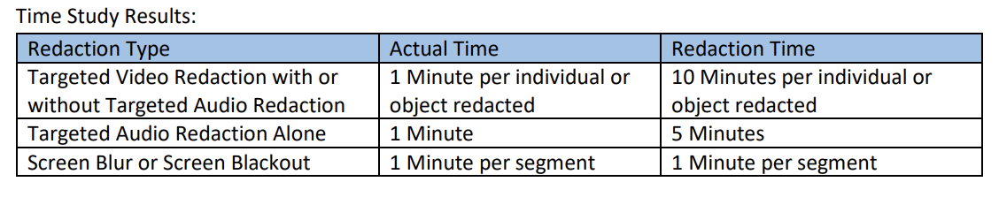 Time Study Results:
Redaction Type Actual Time Redaction Time
Targeted Video Redaction with or 1 Minute per individual or 10 Minutes per individual or
without Targeted Audio Redaction object redacted object redacted
Targeted Audio Redaction Alone 1 Minute 5 Minutes
Screen Blur or Screen Blackout 1 Minute per segment 1 Minute per segment